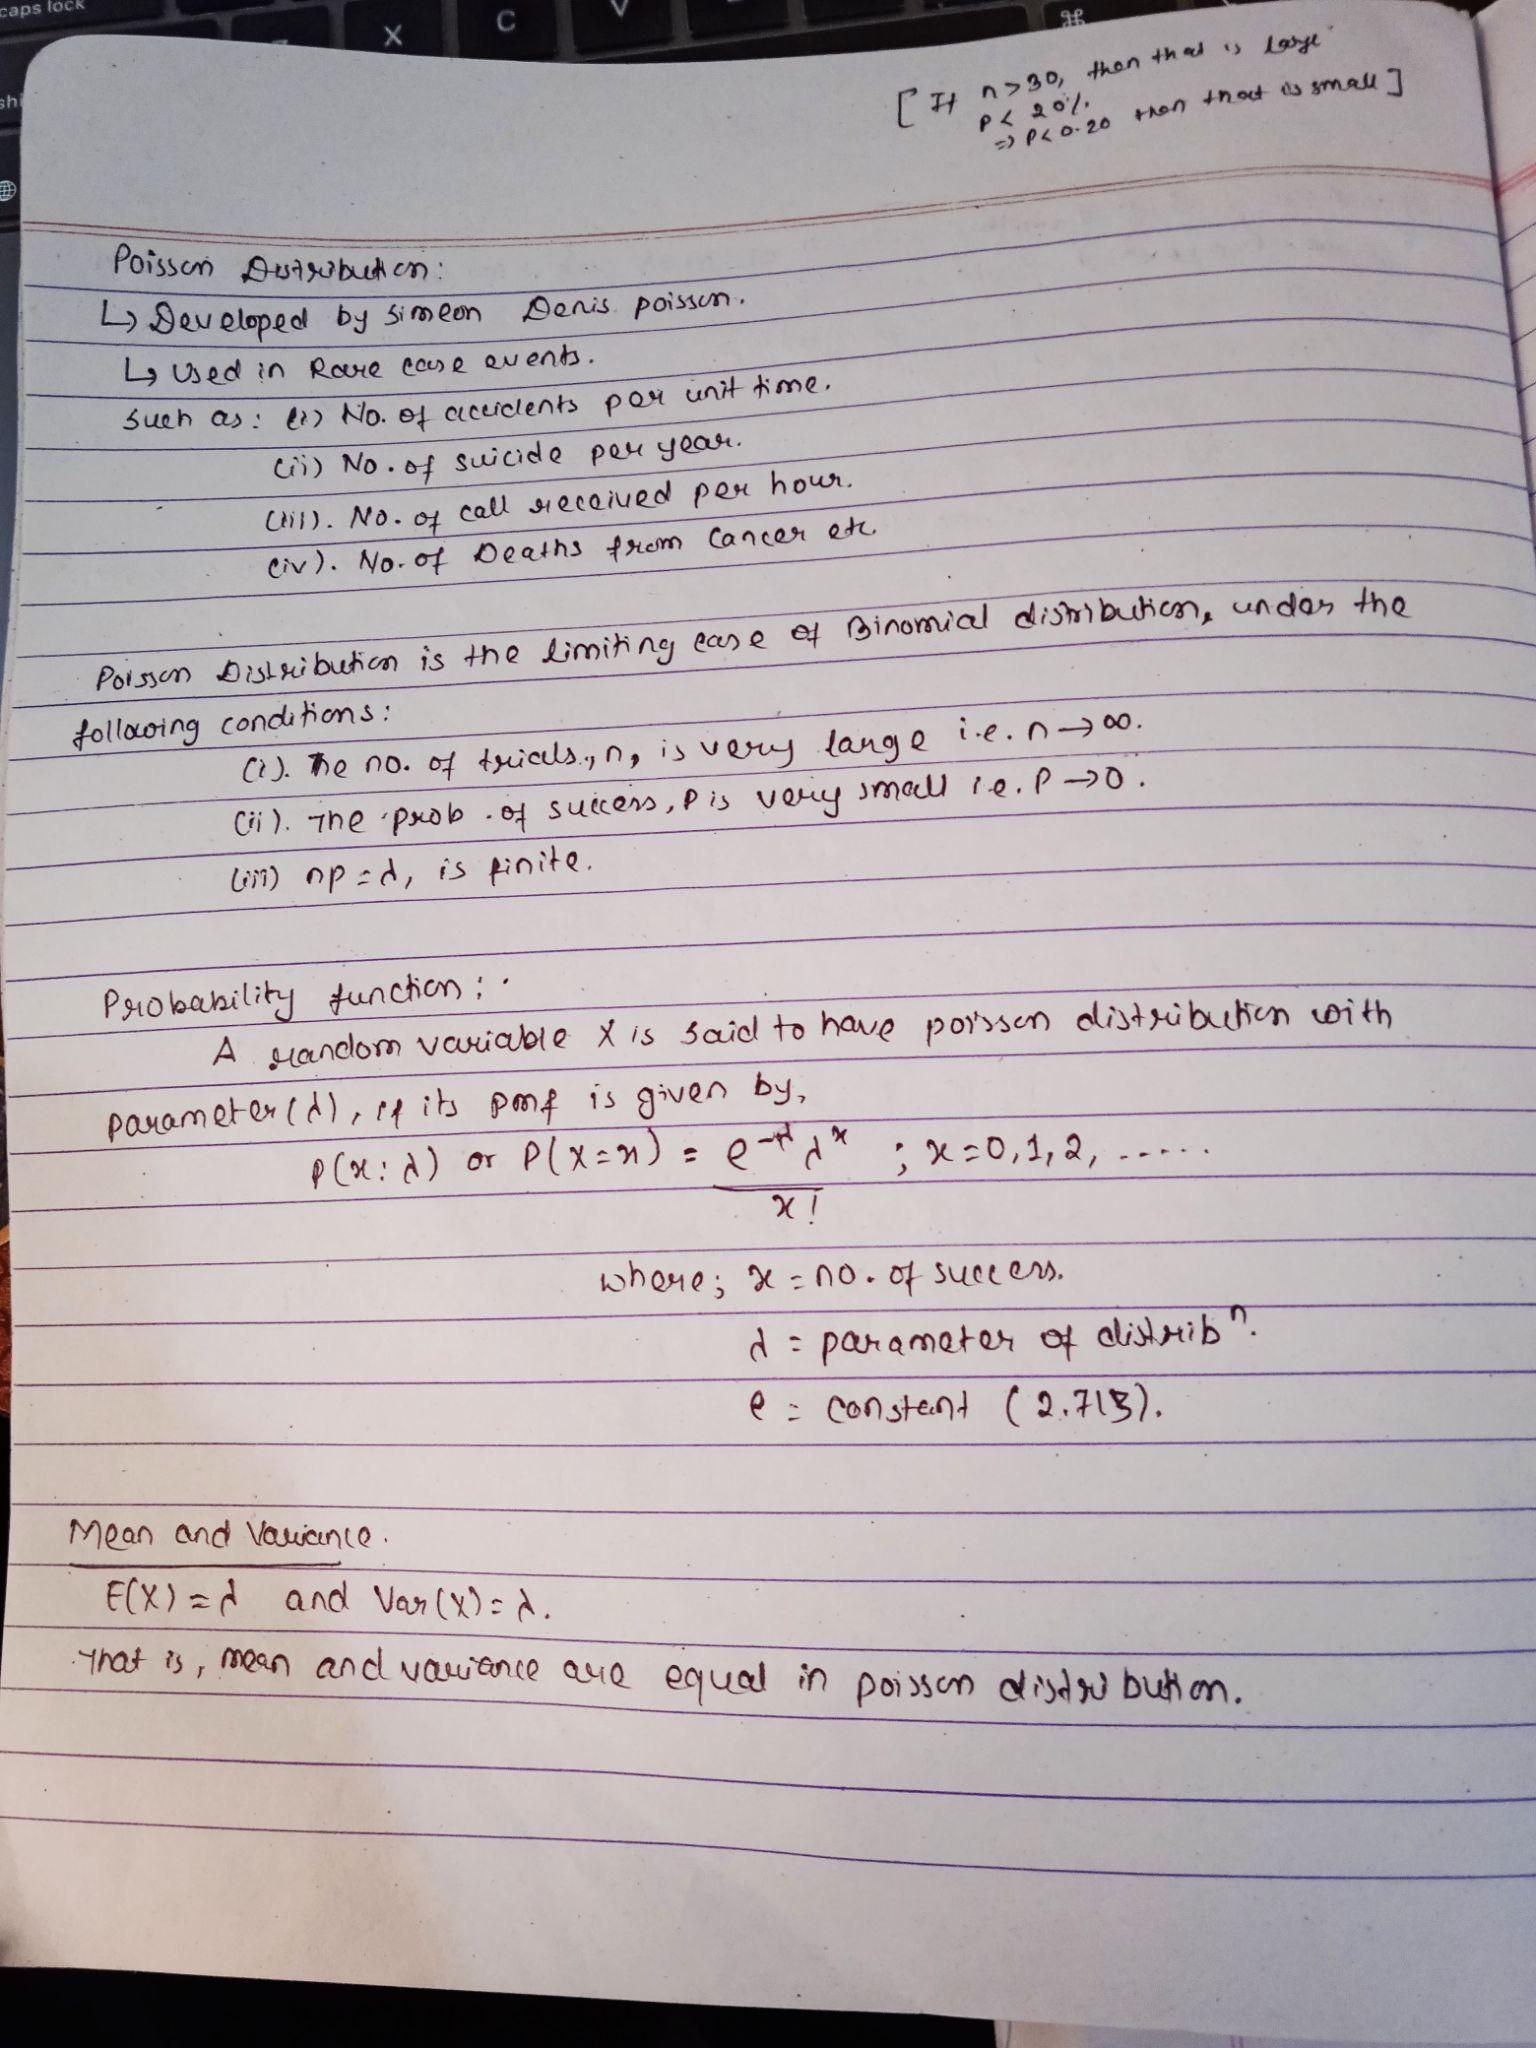 caps lock
X
C
V
⌘
shi
[ If n>30, then that is large
P< 20%.
=> P<0.20 then that is small ]
Poisson Distribution:
↳ Developed by Simeon Denis poisson.
↳ Used in Rare case events.
Such as: (i) No. of accidents per unit time.
(ii) No. of suicide per year.
(iii). No. of call received per hour.
(iv). No. of Deaths from Cancer etc.
Poisson Distribution is the limiting case of Binomial distribution, under the
following conditions:
(i). The no. of trials, n, is very large i.e. n→∞.
(ii). The prob. of success, P is very small i.e. P→0.
(iii) np=λ, is finite.
Probability function:
A random variable X is said to have poisson distribution with
parameter (λ), if its pmf is given by,
P(x:λ) or P(X=x) = e^-λ λ^x ; x=0,1,2, ......
x!
where; x = no. of success.
λ = parameter of distribⁿ.
e = constant (2.713).
Mean and Variance.
E(X)=λ and Var(X)=λ.
That is, mean and variance are equal in poisson distribution.